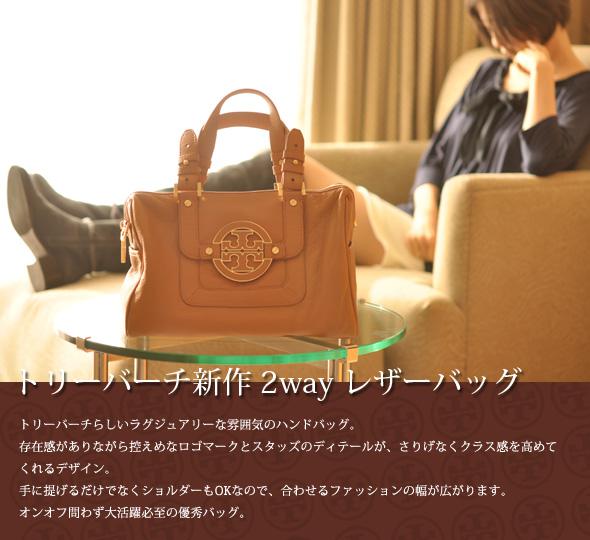 トリーバーチ新作 2way レザーバッグ
トリーバーチらしいラグジュアリーな雰囲気のハンドバッグ。
存在感がありながら控えめなロゴマークとスタッズのディテールが、さりげなくクラス感を高めて
くれるデザイン。
手に提げるだけでなくショルダーもOKなので、合わせるファッションの幅が広がります。
オンオフ問わず大活躍必至の優秀バッグ。